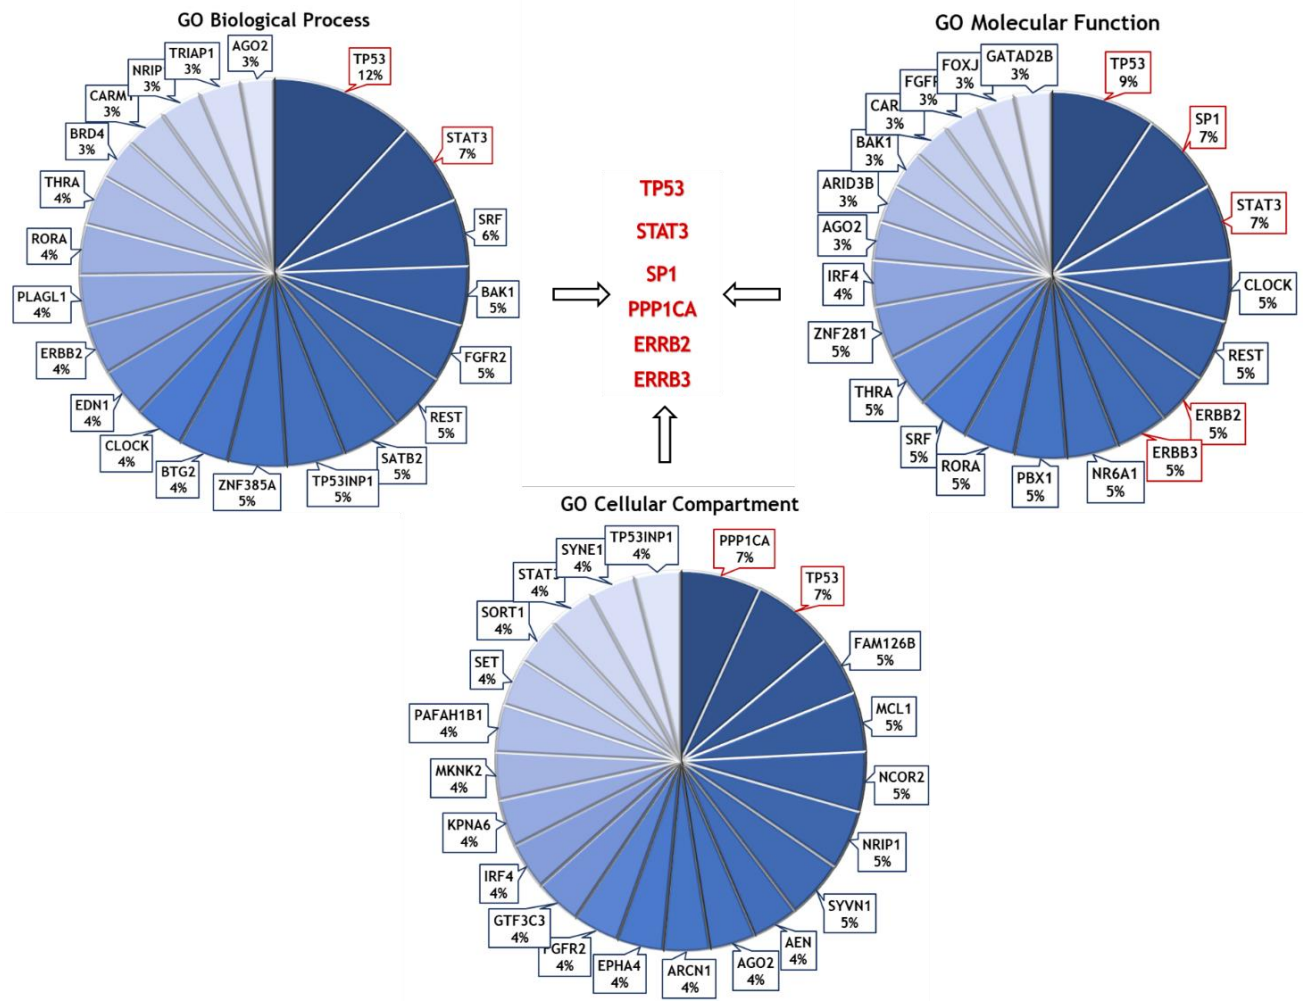 GO Biological Process
TP53
12%
STAT3
7%
SRF
6%
BAK1
5%
FGFR2
5%
REST
5%
SATB2
5%
TP53INP1
5%
ZNF385A
5%
BTG2
4%
CLOCK
4%
EDN1
4%
ERBB2
4%
PLAGL1
4%
RORA
4%
THRA
4%
BRD4
3%
3%
NRIP
3%
TRIAP1
3%
AGO2
3%
TP53
STAT3
SP1
PPP1CA
ERRB2
ERRB3
GO Molecular Function
TP53
9%
SP1
7%
STAT3
7%
CLOCK
5%
REST
5%
ERBB2
5%
ERBB3
5%
NR6A1
5%
PBX1
5%
RORA
5%
SRF
5%
THRA
5%
ZNF281
5%
IRF4
4%
AGO2
3%
ARID3B
3%
BAK1
3%
CAR
3%
3%
FOXJ
3%
GATAD2B
3%
GO Cellular Compartment
PPP1CA
7%
TP53
7%
FAM126B
5%
MCL1
5%
NCOR2
5%
NRIP1
5%
SYVN1
5%
AEN
4%
AGO2
4%
ARCN1
4%
EPHA4
4%
FGFR2
4%
GTF3C3
4%
IRF4
4%
KPNA6
4%
MKNK2
4%
PAFAH1B1
4%
SET
4%
SORT1
4%
STAT3
4%
SYNE1
4%
TP53INP1
4%